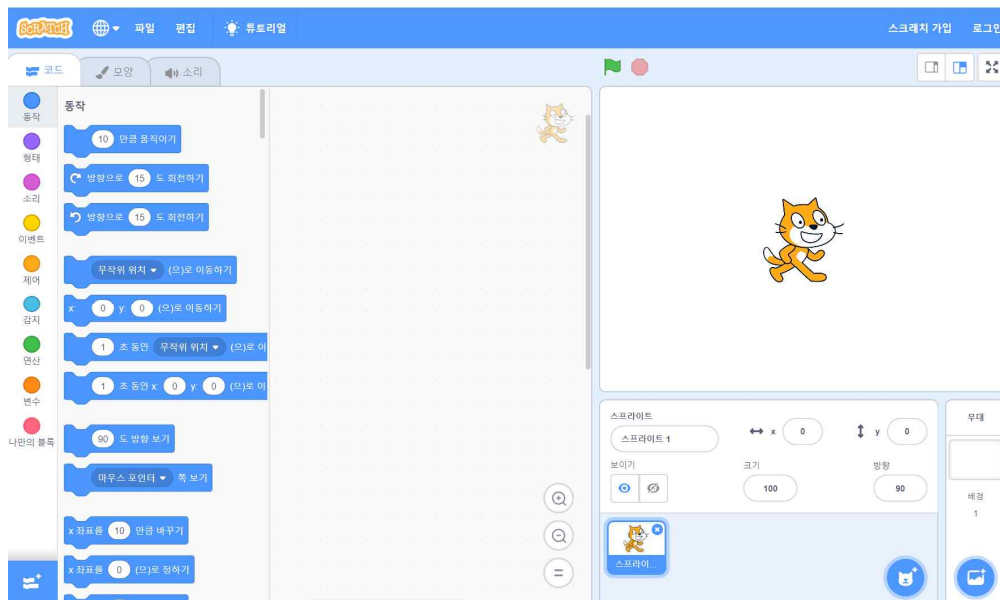 SCRATCH 파일 편집 튜토리얼 스크래치 가입 로그인
코드 모양 소리
동작
형태
소리
이벤트
제어
감지
연산
변수
나만의 블록
동작
10 만큼 움직이기
방향으로 15 도 회전하기
방향으로 15 도 회전하기
무작위 위치 (으)로 이동하기
x: 0 y: 0 (으)로 이동하기
1 초 동안 무작위 위치 (으)로 이
1 초 동안 x: 0 y: 0 (으)로 이
90 도 방향 보기
마우스 포인터 쪽 보기
x 좌표를 10 만큼 바꾸기
x 좌표를 0 (으)로 정하기
스프라이트
스프라이트 1 x 0 y 0
보이기 크기 방향
100 90
스프라이...
무대
배경
1